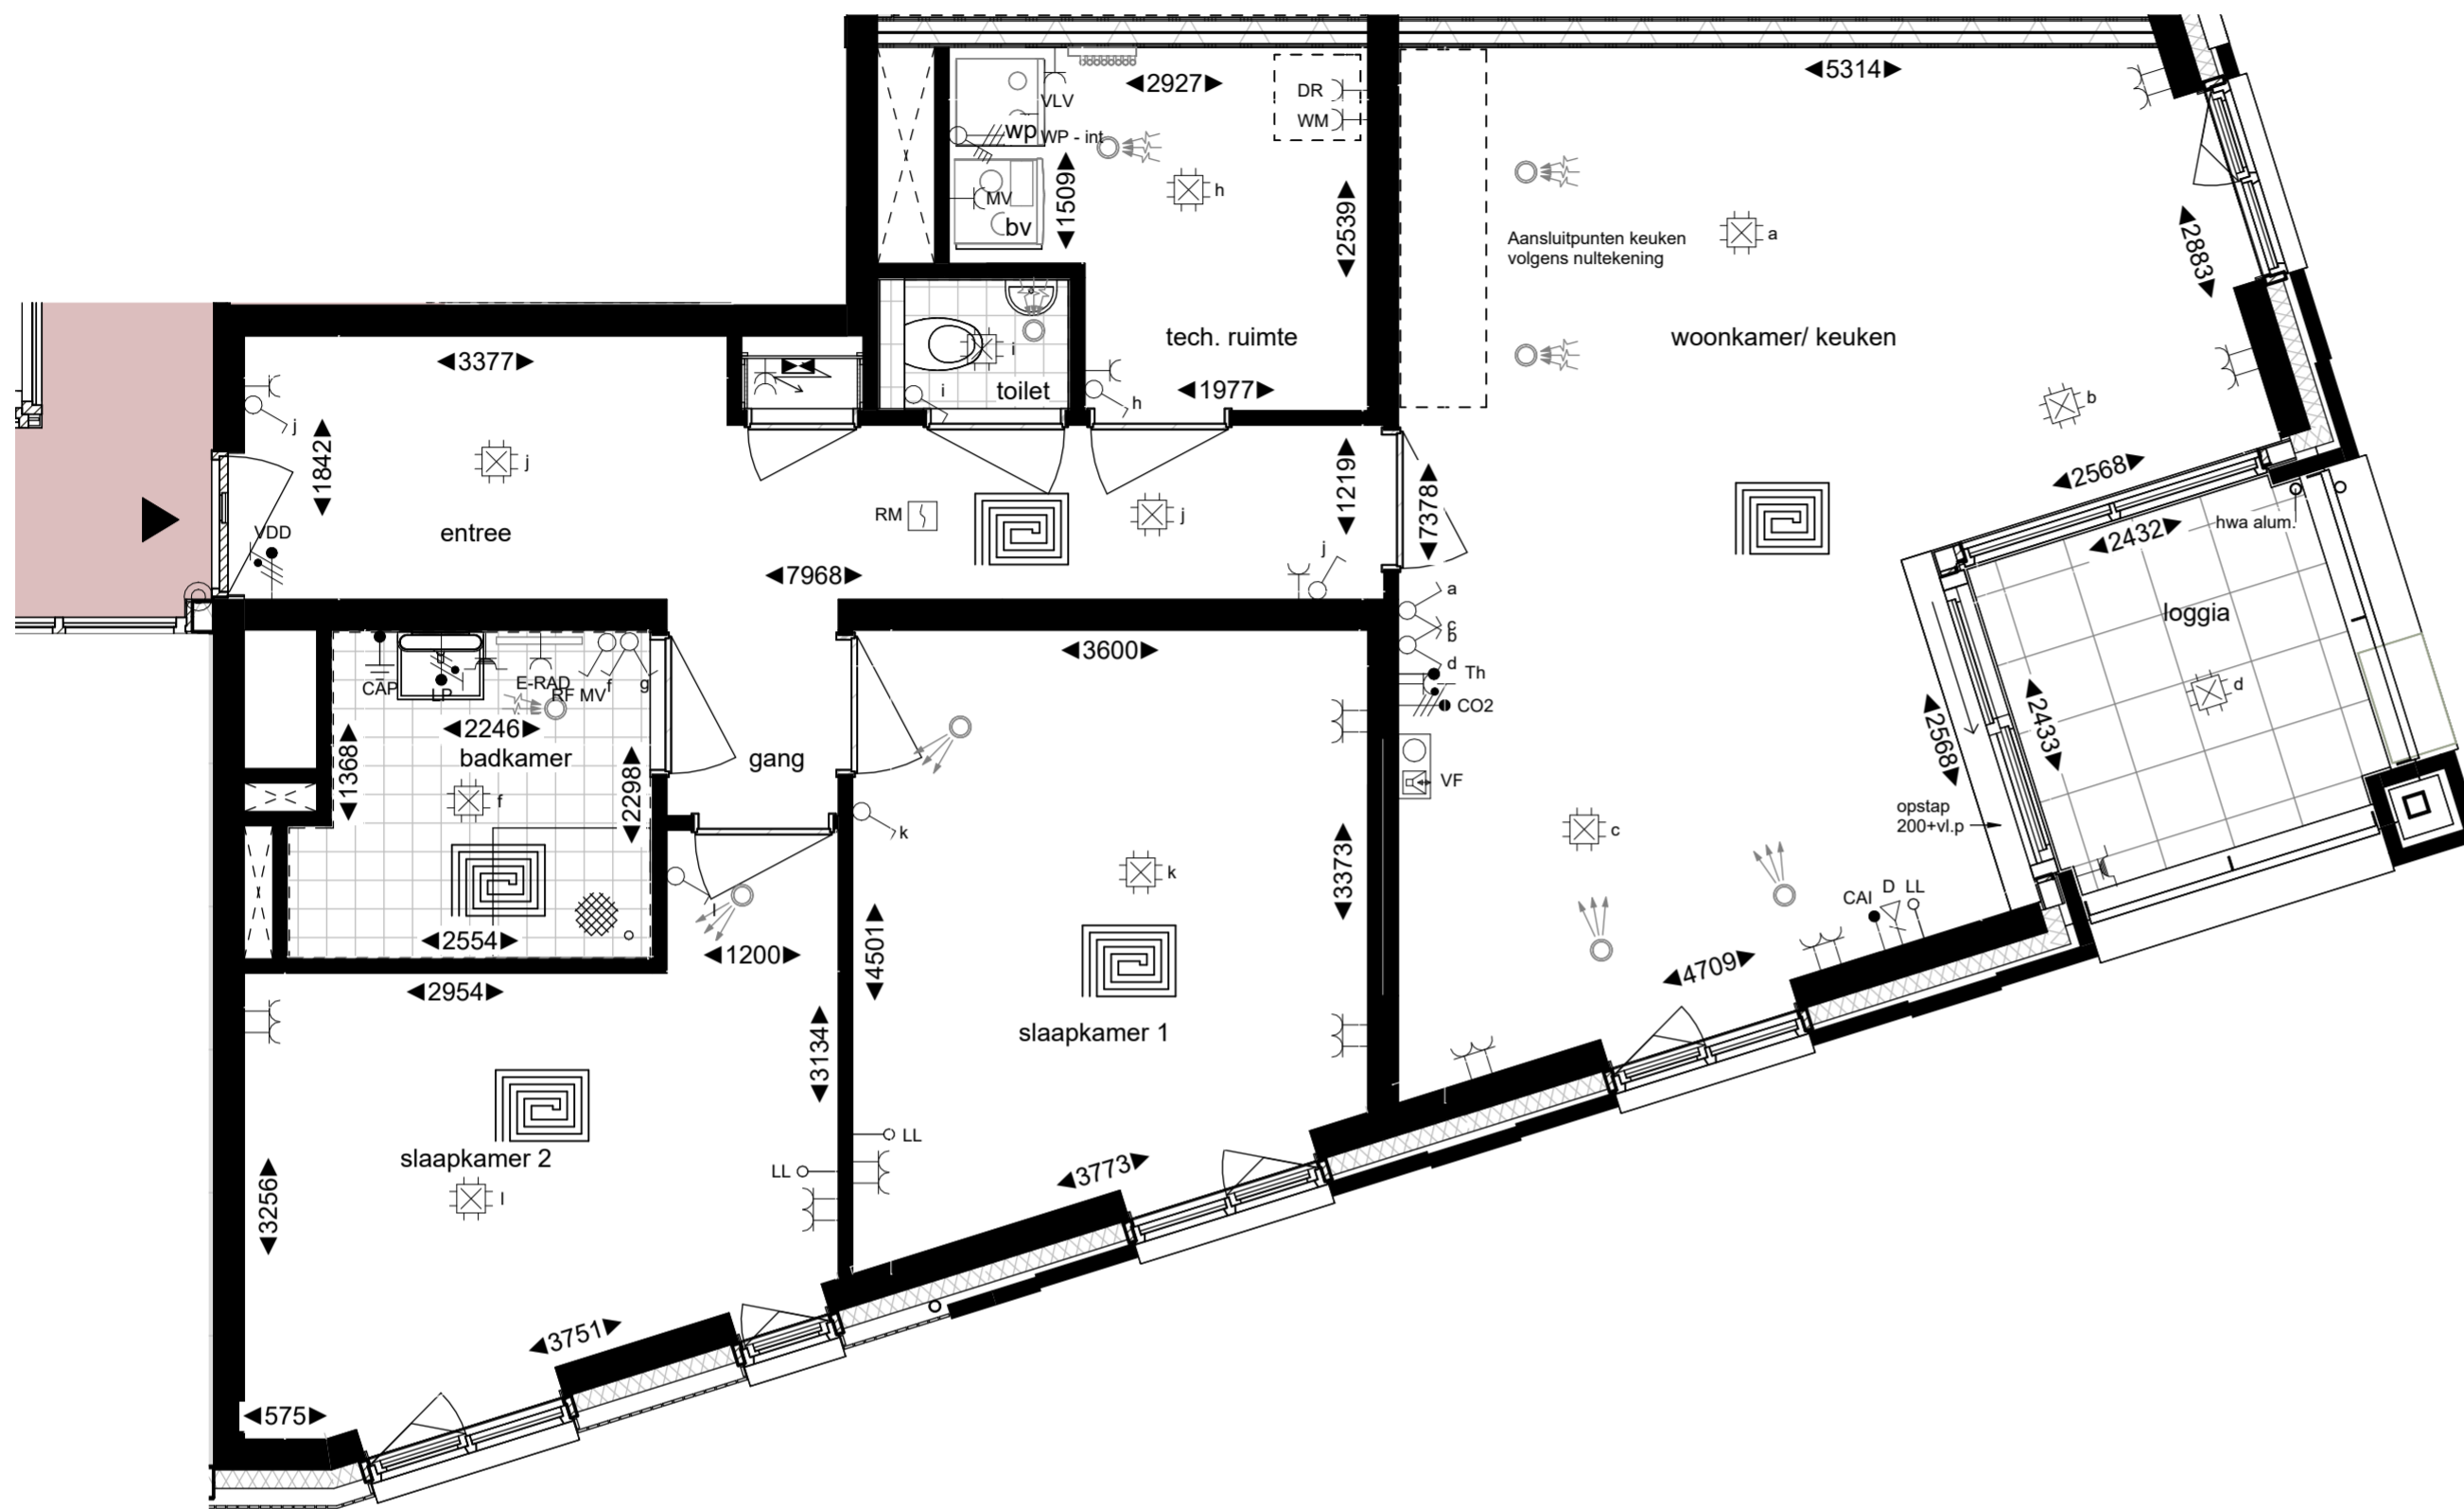 2927
5314
DR
WM
VLV
wp
WP - int
h
MV
bv
1509
2539
a
Aansluitpunten keuken
volgens nultekening
2883
tech. ruimte
woonkamer/ keuken
3377
i
toilet
i
1977
h
b
j
1842
j
1219
7378
2568
RM
j
2432
hwa alum.
VDD
entree
j
7968
a
c
b
d
loggia
3600
Th
CO2
d
CAP
LP
E-RAD
RF MV
f
g
2246
badkamer
gang
1368
2298
2568
2433
VF
f
k
opstap
200+vl.p
c
k
3373
l
CAI
D
LL
2554
1200
4501
4709
2954
slaapkamer 1
3134
LL
slaapkamer 2
LL
3773
l
3256
3751
575